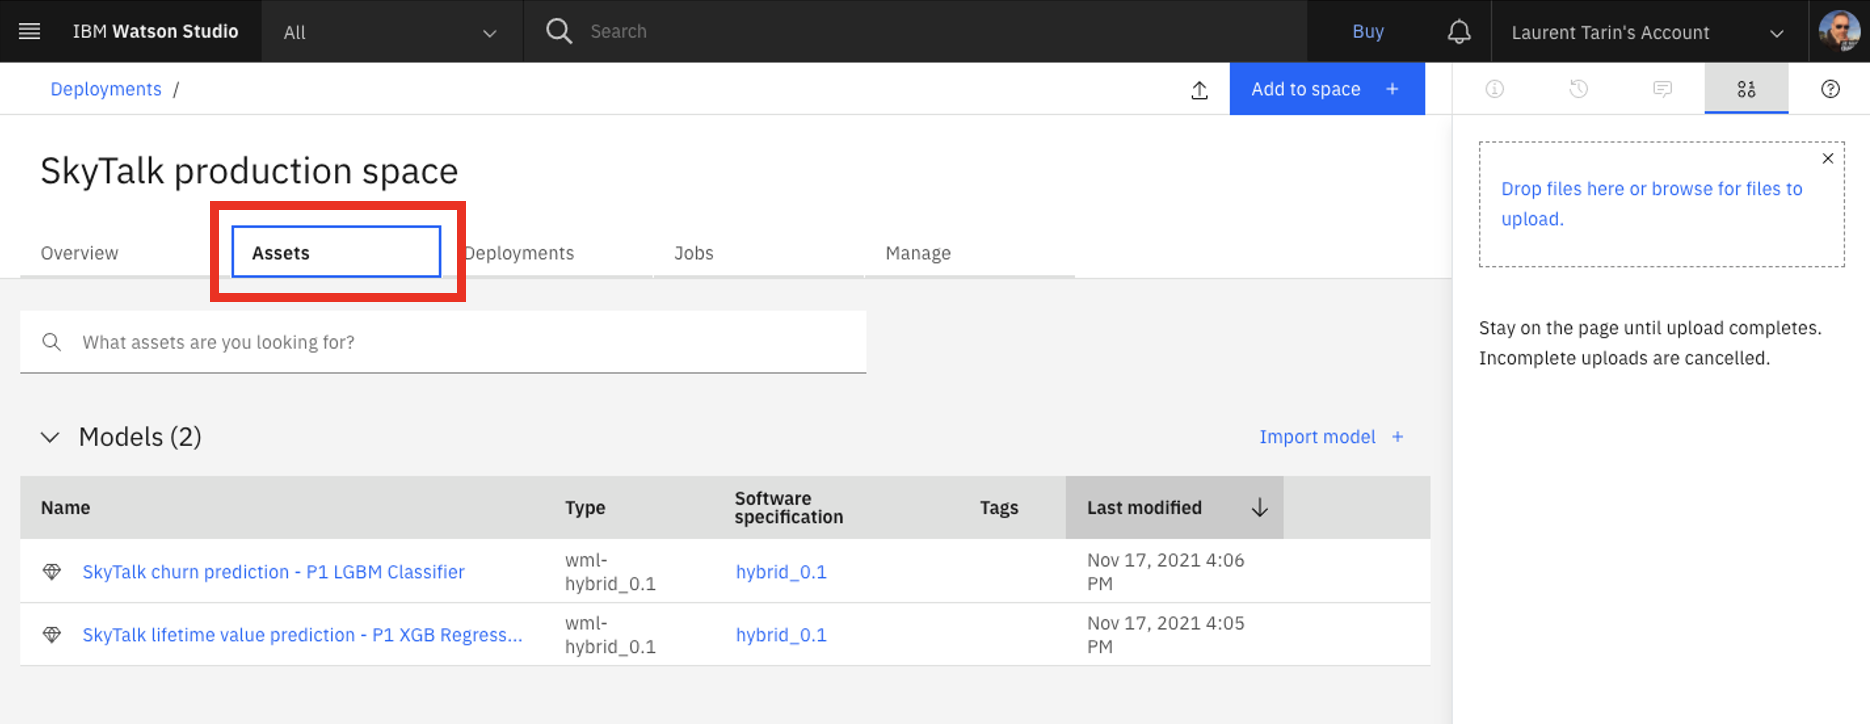 IBM Watson Studio
All
Search
Buy
Laurent Tarin's Account
Deployments /
Add to space +
SkyTalk production space
Overview
Assets
Deployments
Jobs
Manage
What assets are you looking for?
Models (2)
Import model +
Name
Type
Software
specification
Tags
Last modified
SkyTalk churn prediction - P1 LGBM Classifier
wml-
hybrid_0.1
hybrid_0.1
Nov 17, 2021 4:06
PM
SkyTalk lifetime value prediction - P1 XGB Regress...
wml-
hybrid_0.1
hybrid_0.1
Nov 17, 2021 4:05
PM
Drop files here or browse for files to
upload.
Stay on the page until upload completes.
Incomplete uploads are cancelled.